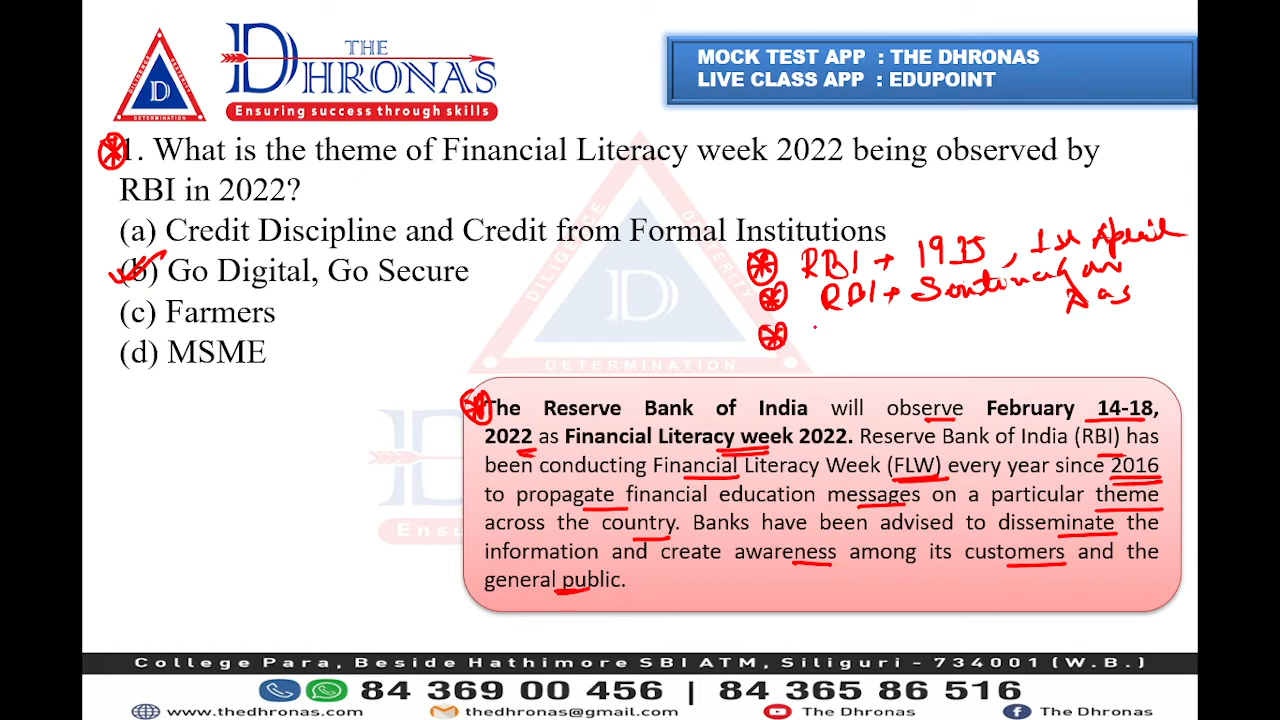 THE
DHRONAS
Ensuring success through skills
DILIGENCE
DIVERSITY
D
DETERMINATION
MOCK TEST APP : THE DHRONAS
LIVE CLASS APP : EDUPOINT
1. What is the theme of Financial Literacy week 2022 being observed by
RBI in 2022?
(a) Credit Discipline and Credit from Formal Institutions
(b) Go Digital, Go Secure
(c) Farmers
(d) MSME
RBI → 1935, 1st April
RBI →
Das
The Reserve Bank of India will observe February 14-18,
2022 as Financial Literacy week 2022. Reserve Bank of India (RBI) has
been conducting Financial Literacy Week (FLW) every year since 2016
to propagate financial education messages on a particular theme
across the country. Banks have been advised to disseminate the
information and create awareness among its customers and the
general public.
College Para, Beside Hathimore SBI ATM, Siliguri - 734001 (W.B.)
84 369 00 456 | 84 365 86 516
www.thedhronas.com thedhronas@gmail.com The Dhronas The Dhronas